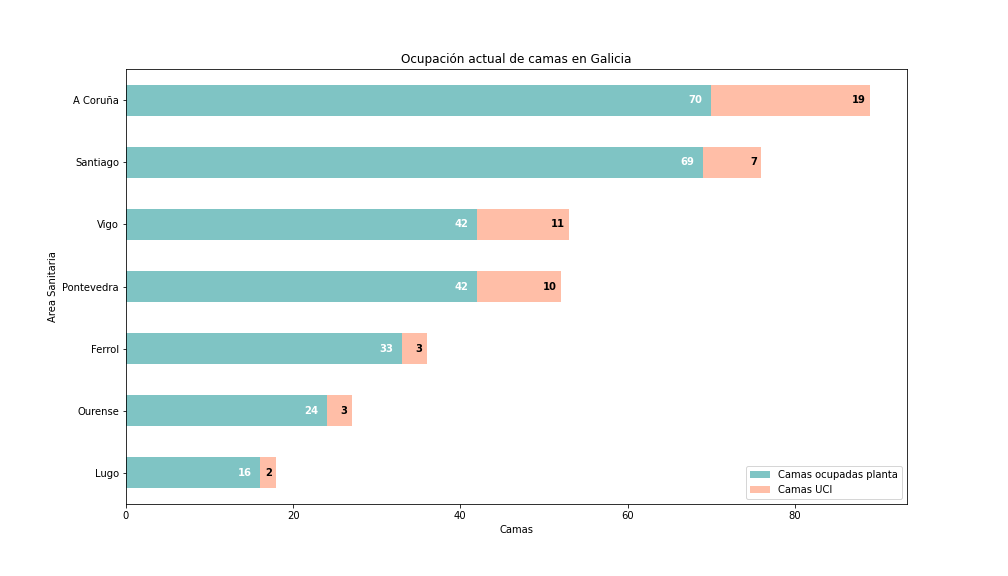 Ocupación actual de camas en Galicia
A Coruña 70 19
Santiago 69 7
Vigo 42 11
Pontevedra 42 10
Ferrol 33 3
Ourense 24 3
Lugo 16 2
Area Sanitaria
Camas ocupadas planta
Camas UCI
0 20 40 60 80
Camas